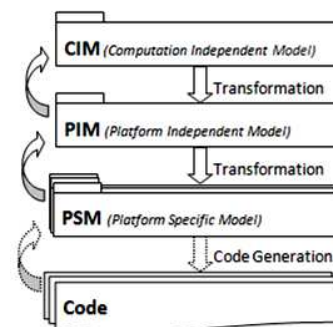 CIM (Computation Independent Model)
Transformation
PIM (Platform Independent Model)
Transformation
PSM (Platform Specific Model)
Code Generation
Code